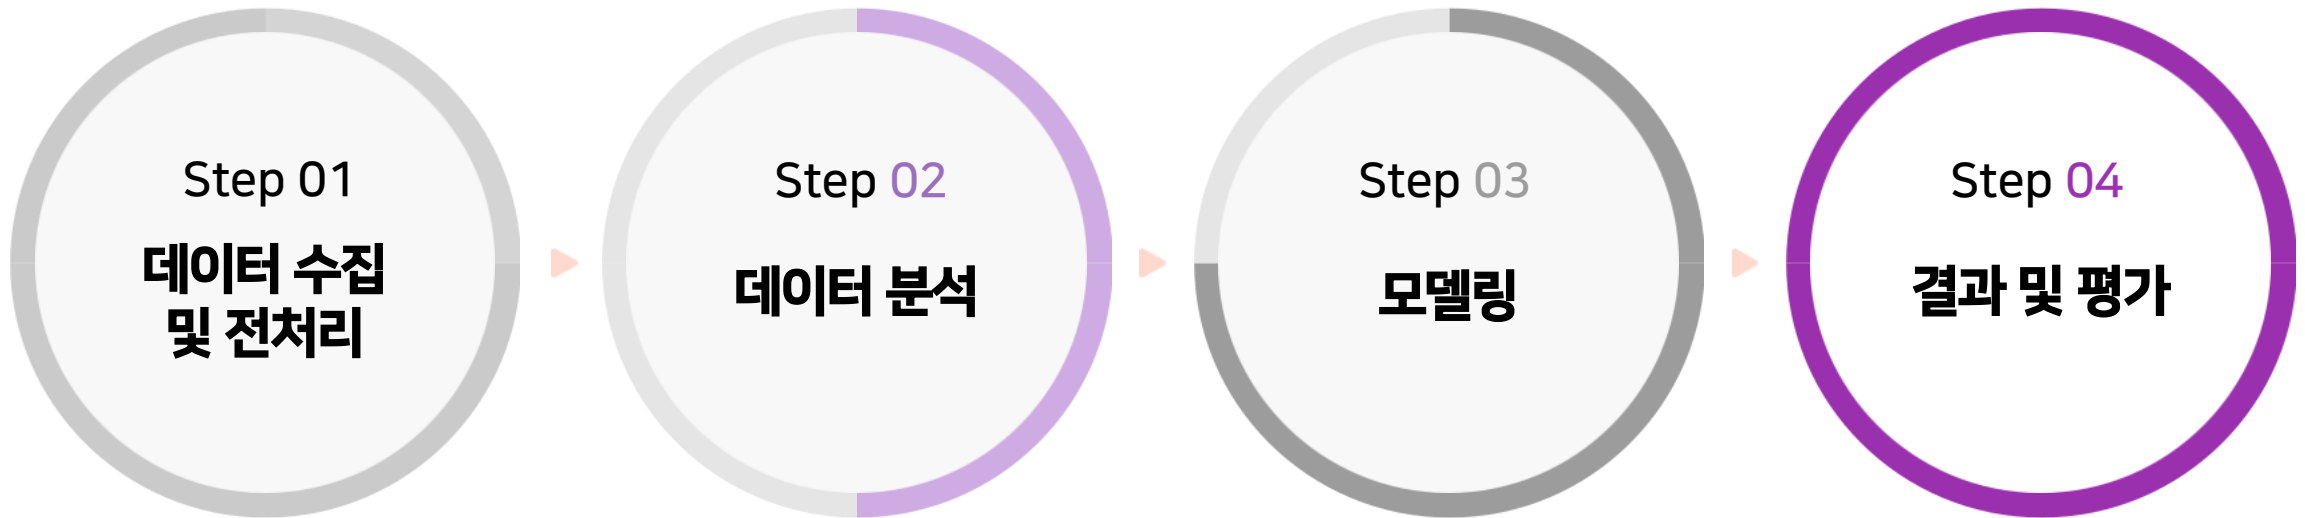 Step 01
데이터 수집
및 전처리
Step 02
데이터 분석
Step 03
모델링
Step 04
결과 및 평가